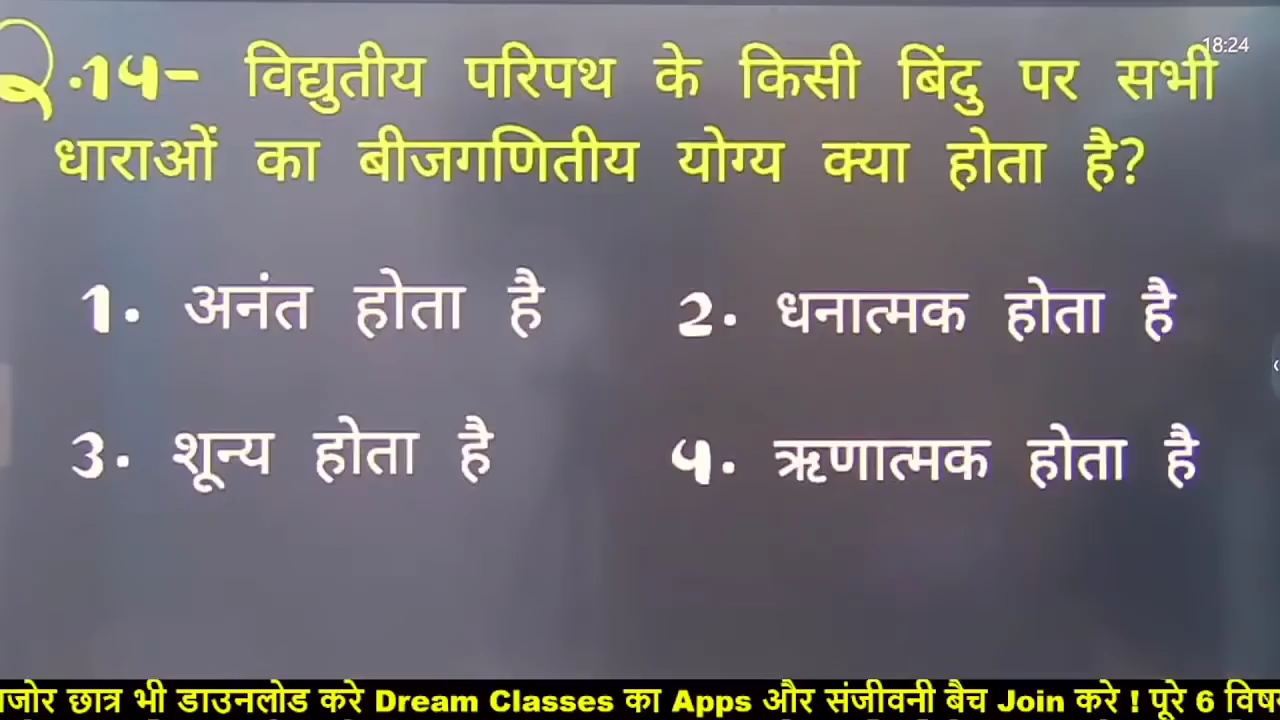 18:24
Q.14- विद्युतीय परिपथ के किसी बिंदु पर सभी
धाराओं का बीजगणितीय योग्य क्या होता है?
1. अनंत होता है 2. धनात्मक होता है
3. शून्य होता है 4. ऋणात्मक होता है
छात्र भी डाउनलोड करे Dream Classes का Apps और संजीवनी बैच Join करे ! पूरे 6